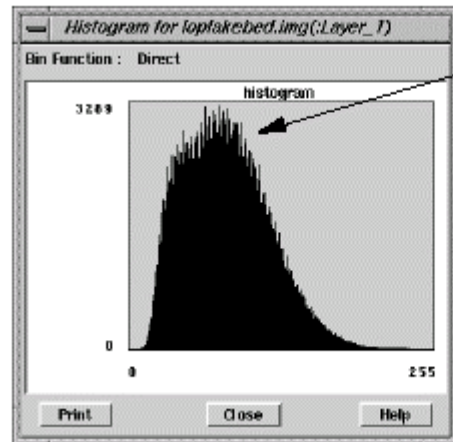 Histogram for lopfakebed.img(:Layer_1)
Bin Function : Direct
histogram
3289
0
0 255
Print Close Help